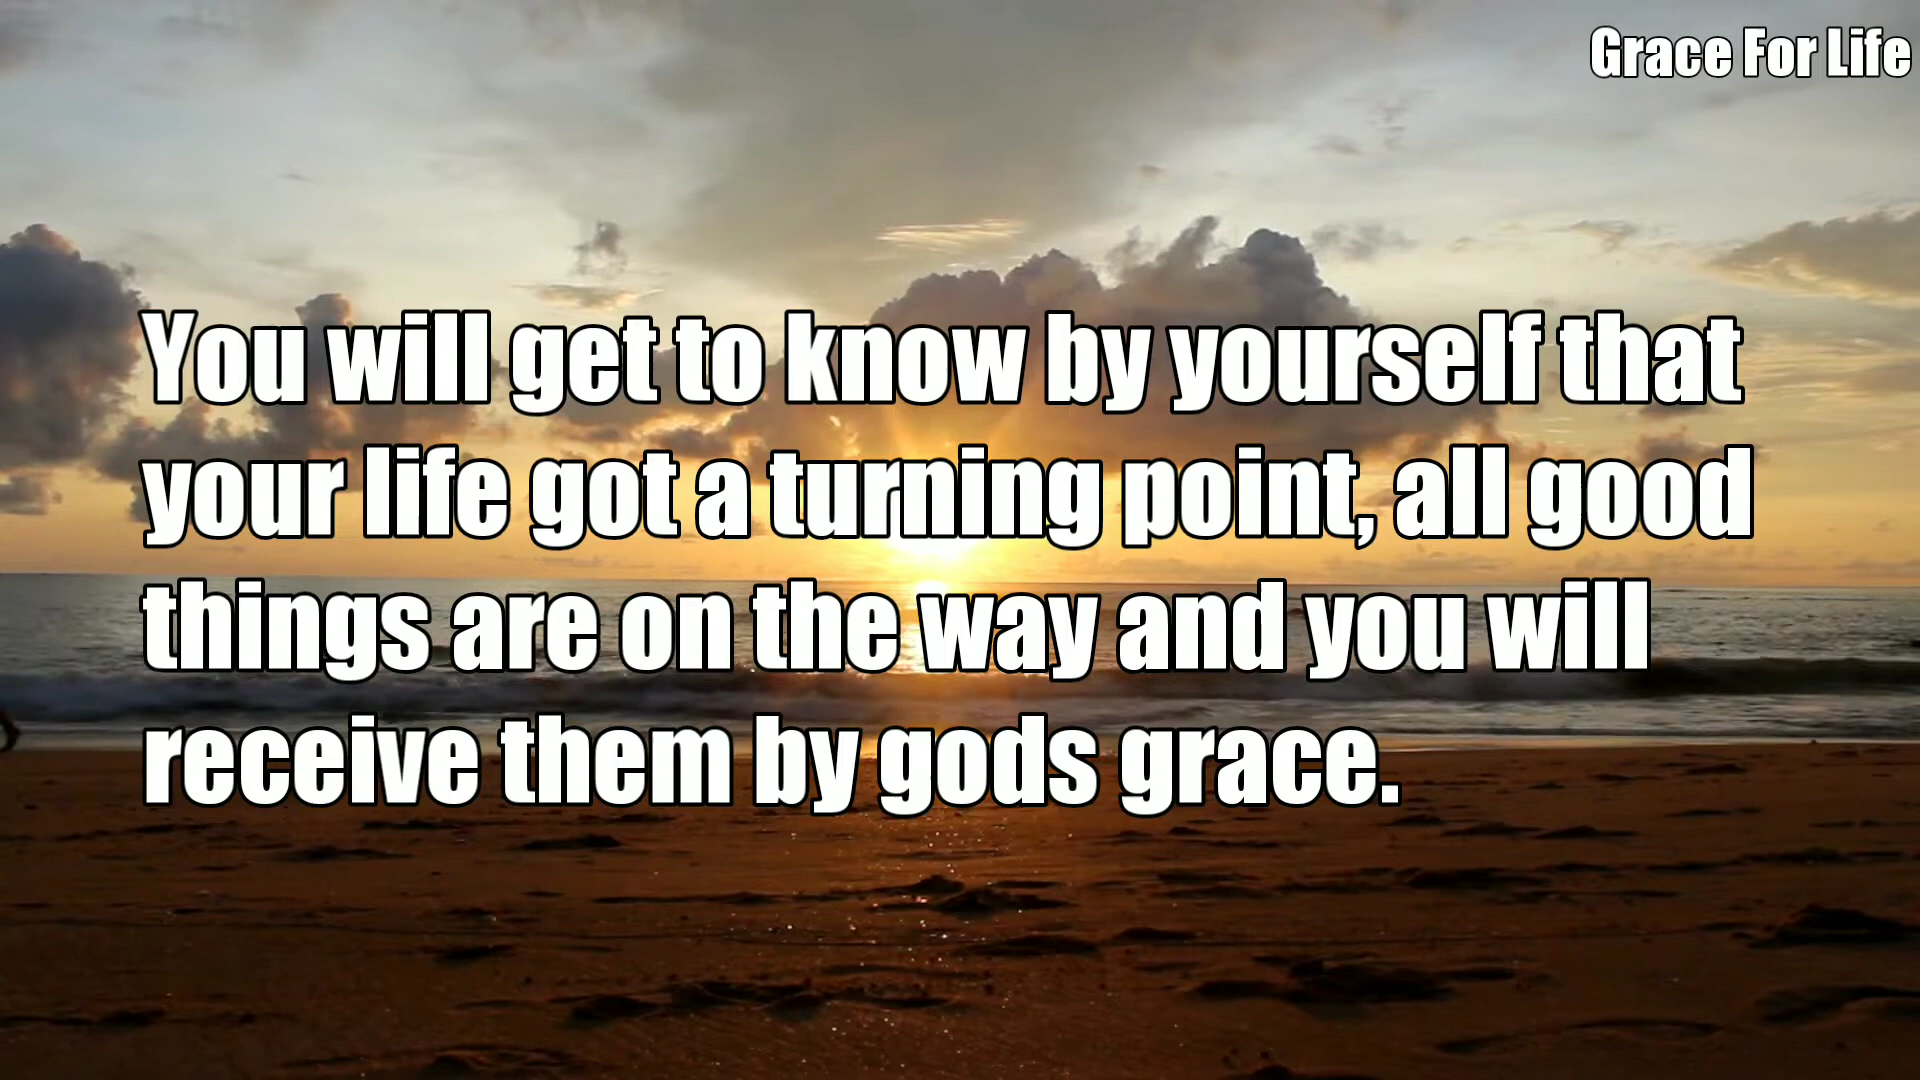 Grace For Life
You will get to know by yourself that
your life got a turning point, all good
things are on the way and you will
receive them by gods grace.